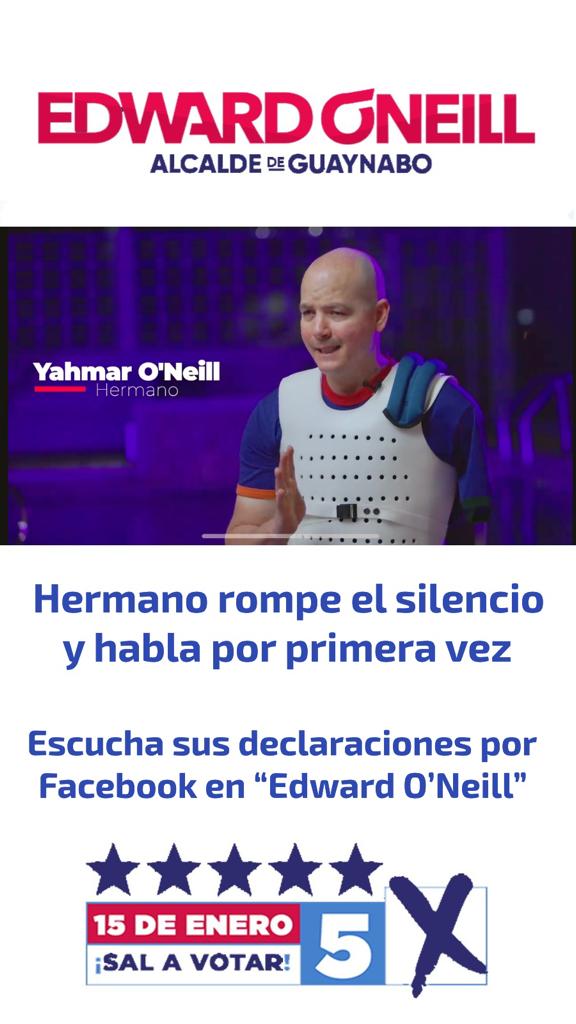 EDWARD O'NEILL
ALCALDE DE GUAYNABO
Yahmar O'Neill
Hermano
Hermano rompe el silencio
y habla por primera vez
Escucha sus declaraciones por
Facebook en “Edward O’Neill”
15 DE ENERO
¡SAL A VOTAR!
5
X